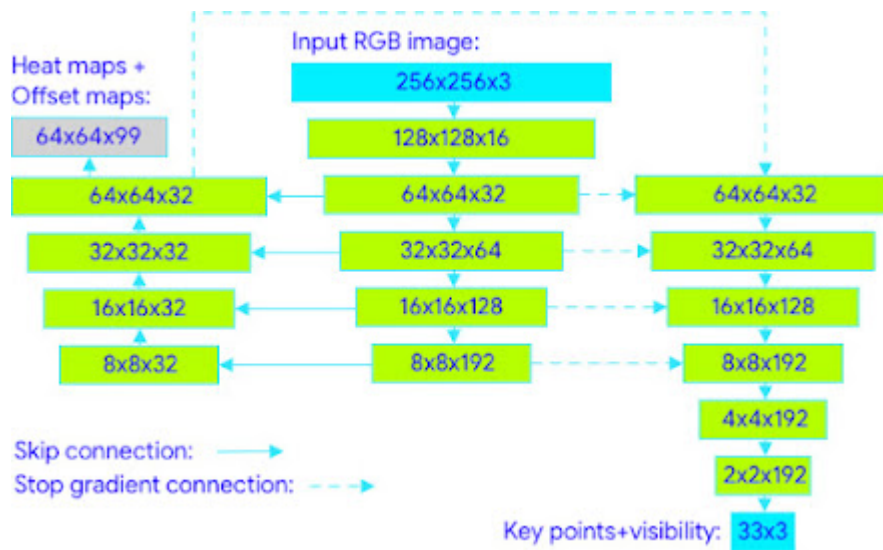 Input RGB image:
Heat maps +
Offset maps:
256x256x3
64x64x99
128x128x16
64x64x32
64x64x32
64x64x32
32x32x32
32x32x64
32x32x64
16x16x32
16x16x128
16x16x128
8x8x32
8x8x192
8x8x192
4x4x192
Skip connection:
2x2x192
Stop gradient connection:
Key points+visibility:
33x3